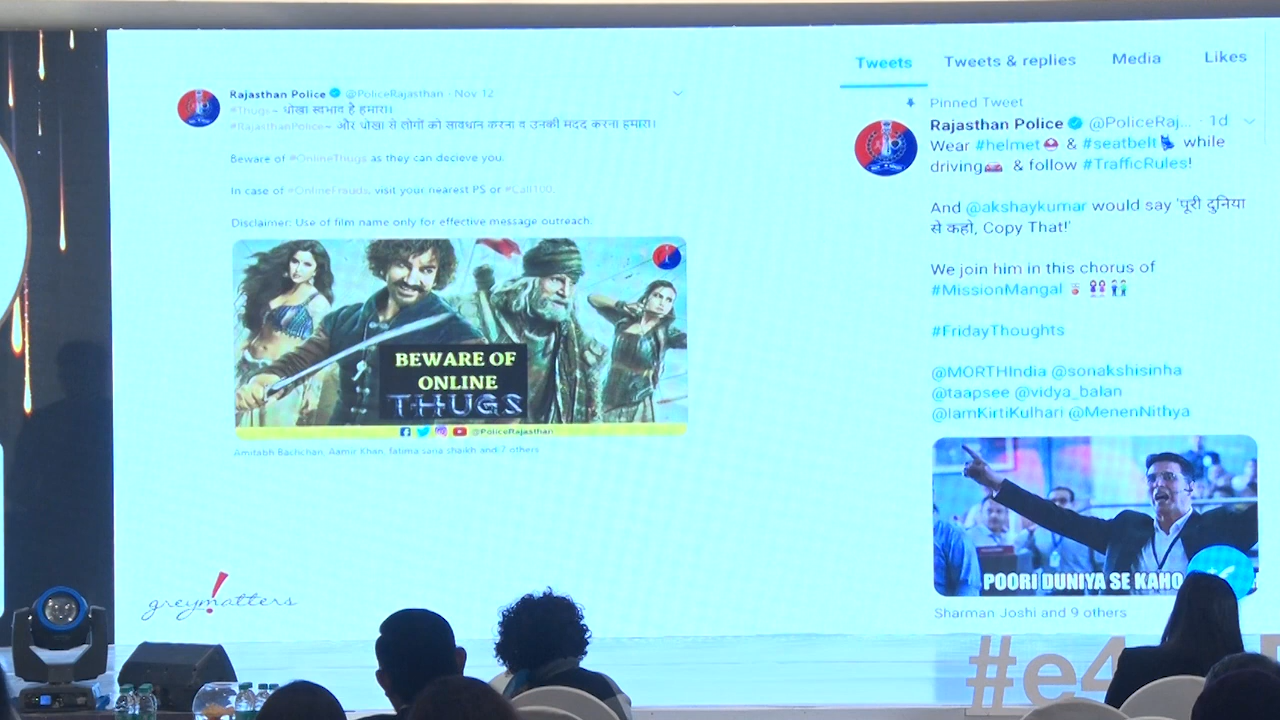 Rajasthan Police @PoliceRajasthan · Nov 12
#Thugs – धोखा स्वभाव है हमारा।
#RajasthanPolice – और धोखा से लोगों को सावधान करना व उनकी मदद करना हमारा।
Beware of #OnlineThugs as they can decieve you.
In case of #OnlineFrauds, visit your nearest PS or #Call100.
Disclaimer: Use of film name only for effective message outreach.
BEWARE OF
ONLINE
THUGS
@PoliceRajasthan
Amitabh Bachchan, Aamir Khan, fatima sana shaikh and 7 others
greymatters
Tweets Tweets & replies Media Likes
Pinned Tweet
Rajasthan Police @PoliceRaj... · 1d
Wear #helmet & #seatbelt while
driving & follow #TrafficRules!
And @akshaykumar would say 'पूरी दुनिया
से कहो, Copy That!'
We join him in this chorus of
#MissionMangal
#FridayThoughts
@MORTHIndia @sonakshisinha
@taapsee @vidya_balan
@IamKirtiKulhari @MenenNithya
POORI DUNIYA SE KAHO
Sharman Joshi and 9 others
#e4